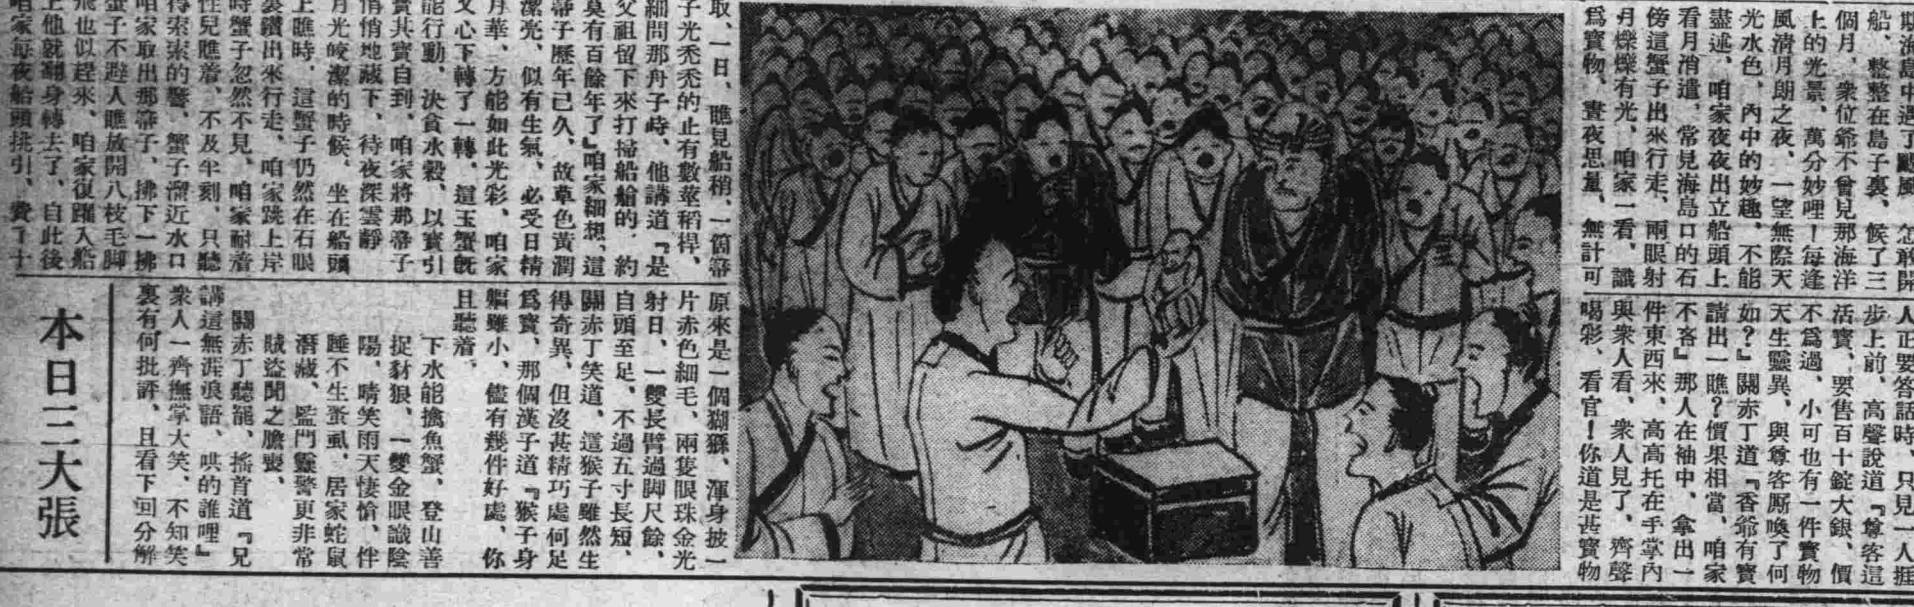 期海島中遇了颶風、怎敢開
船、整整在島子裏、候了三
個月、衆位爺不曾見那海洋
上的光景、萬分妙哩！每逢
風清月朗之夜、一望無際天
光水色、內中的妙趣、不能
盡述、咱家夜夜出立船頭上
看月消遣、常見海島口的石
傍這蟹子出來行走、兩眼射
月爍爍有光、咱家一看、識
爲寶物、晝夜思量、無計可
取、一日、瞧見船稍、一箇箒
子光禿禿的止有數莖稻桿、
細問那舟子時、他講道『是
父祖留下來打掃船艙的、約
莫有百餘年了』咱家細想、這
箒子歷年已久、故草色黃潤
潔亮、似有生氣、必受日精
月華、方能如此光彩、咱家
又心下轉了一轉、這玉蟹旣
能行動、決貪水穀、以寶引
寶其寶自到、咱家將那箒子
悄悄地藏下、待夜深雲靜
月光皎潔的時候、坐在船頭
上瞧時、這蟹子仍然在石眼
裏鑽出來行走、咱家跳上岸
時蟹子忽然不見、咱家耐着
性兒瞧着、不及半刻、只聽
得索索的響、蟹子溜近水口
咱家取出那箒子、拂下一拂
蟹子不避人瞧放開八枝毛脚
飛也似趕來、咱家復躍入船
上他就翻身轉去了、自此後
咱家每夜船頭挑引、費了十
人正要答話時、只見一人捱
步上前、高聲說道『尊客這
活寶、要售百十錠大銀、價
不爲過、小可也有一件寶物
天生靈異、與尊客厮喚了何
如？』關赤丁道『香爺有寶
請出一瞧？價果相當、咱家
不吝』那人在袖中、拿出一
件東西來、高高托在手掌內
與衆人看、衆人見了、齊聲
喝彩、看官！你道是甚寶物
原來是一個猢猻、渾身披一
片赤色細毛、兩隻眼珠金光
射日、一雙長臂過脚尺餘、
自頭至足、不過五寸長短、
關赤丁笑道、這猴子雖然生
得奇異、但沒甚精巧處何足
爲寶、那個漢子道『猴子身
軀雖小、儘有幾件好處、你
且聽着、
下水能擒魚蟹、登山善
捉豺狼、一雙金眼識陰
陽、晴笑雨天悽愴、伴
睡不生蚤虱、居家蛇鼠
潛藏、監門靈警更非常
賊盜聞之膽喪、
關赤丁聽罷、搖首道『兄
講這無涯浪語、哄的誰哩』
衆人一齊撫掌大笑、不知笑
裏有何批評、且看下回分解
本日三大張